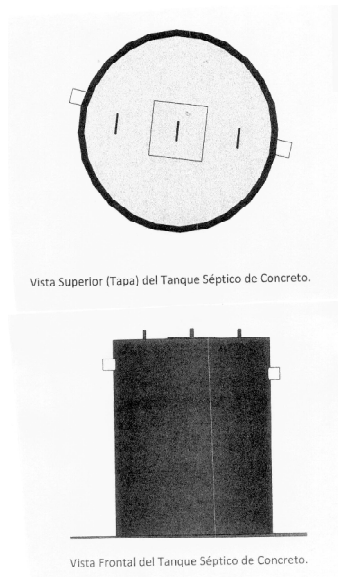 Vista Superior (Tapa) del Tanque Séptico de Concreto.
Vista Frontal del Tanque Séptico de Concreto.